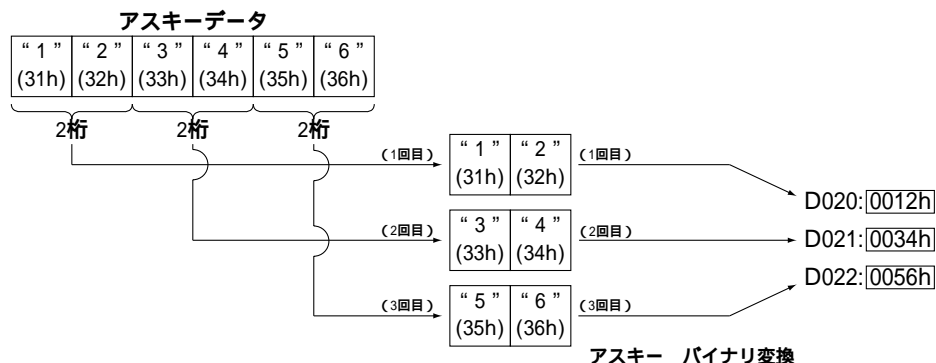 アスキーデータ
“ 1 ” “ 2 ” “ 3 ” “ 4 ” “ 5 ” “ 6 ”
(31h) (32h) (33h) (34h) (35h) (36h)
2桁 2桁 2桁
(1回目) “ 1 ” “ 2 ” (1回目)
(31h) (32h)
D020: 0012h
(2回目) “ 3 ” “ 4 ” (2回目) D021: 0034h
(33h) (34h)
D022: 0056h
(3回目) “ 5 ” “ 6 ” (3回目)
(35h) (36h)
アスキー バイナリ変換